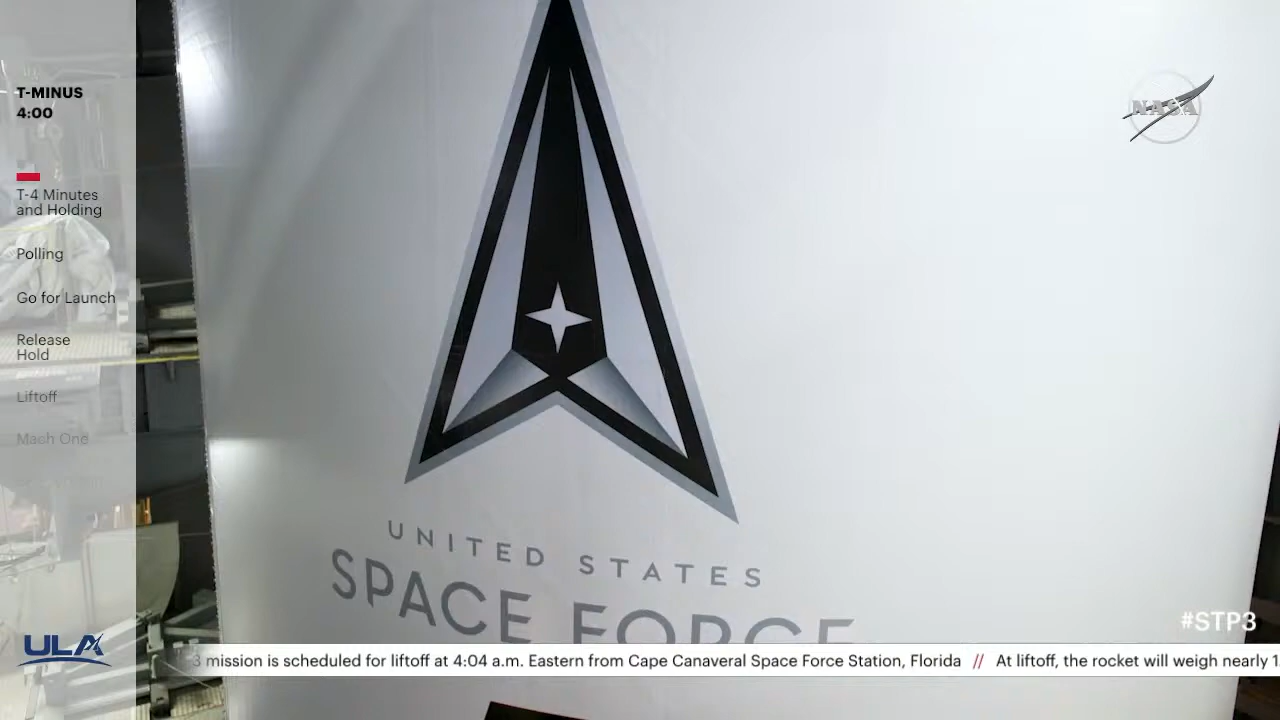 T-MINUS
4:00
T-4 Minutes
and Holding
Polling
Go for Launch
Release
Hold
Liftoff
Mach One
NASA
UNITED STATES
SPACE FORCE
#STP3
ULA
3 mission is scheduled for liftoff at 4:04 a.m. Eastern from Cape Canaveral Space Force Station, Florida // At liftoff, the rocket will weigh nearly 1